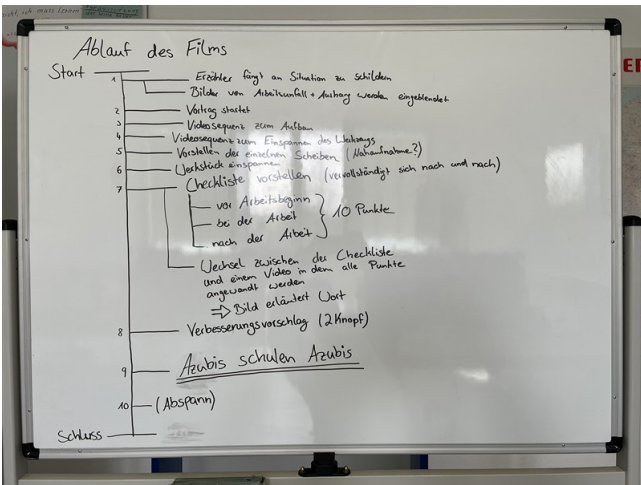 Ablauf des Films
Start
1
Erzähler fängt an Situation zu schildern
Bilder von Arbeitsunfall + Aushang werden eingeblendet
2 Vortrag startet
3 Videosequenz zum Aufbau
4 Videosequenz zum Einspannen des Werkzeugs
5 Vorstellen der einzelnen Scheiben (Nahaufnahme?)
6 Werkstück einspannen
7 Checkliste vorstellen (vervollständigt sich nach und nach)
vor Arbeitsbeginn
bei der Arbeit 10 Punkte
nach der Arbeit
Wechsel zwischen der Checkliste
und einem Video in dem alle Punkte
angewandt werden
⇒ Bild erläutert Wort
8 Verbesserungsvorschlag (2 Knopf)
9 Azubis schulen Azubis
10 (Abspann)
Schluss